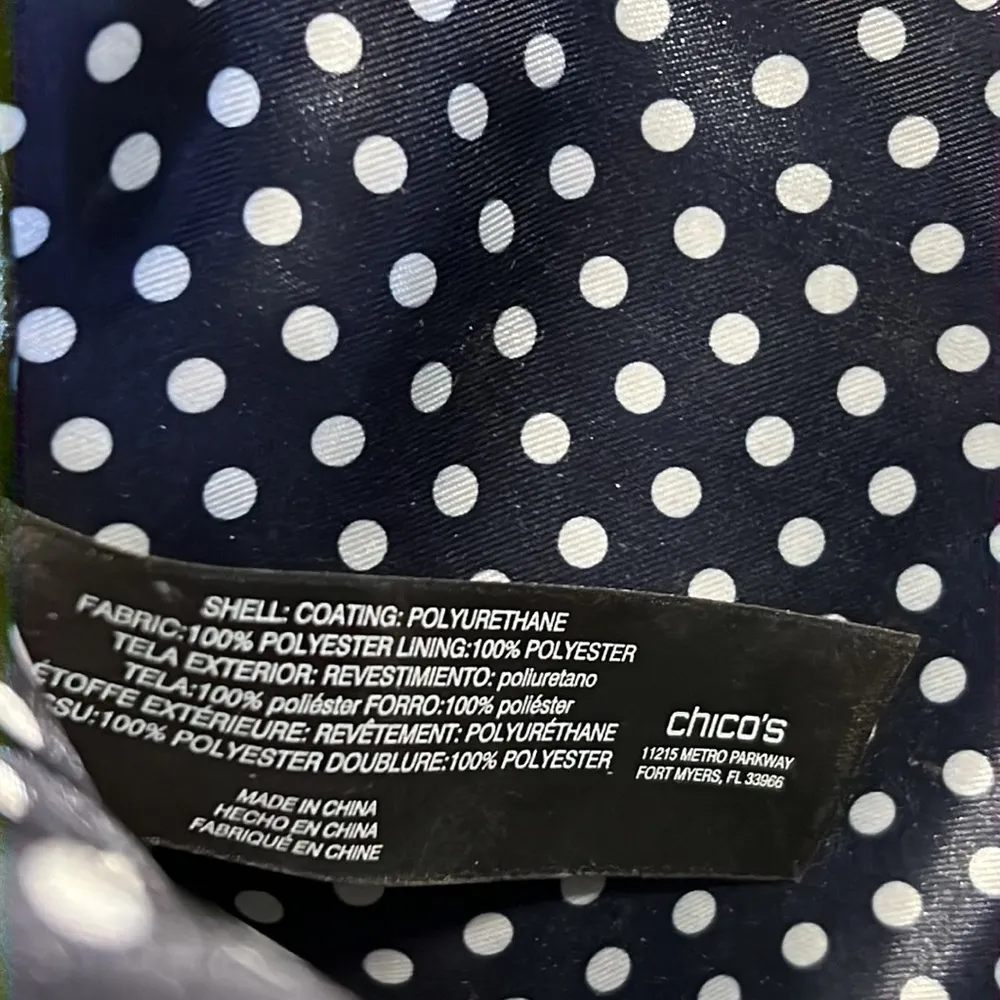 SHELL: COATING: POLYURETHANE
FABRIC:100% POLYESTER LINING:100% POLYESTER
TELA EXTERIOR: REVESTIMIENTO: poliuretano
TELA:100% poliéster FORRO:100% poliéster
ÉTOFFE EXTÉRIEURE: REVÊTEMENT: POLYURÉTHANE
SSU:100% POLYESTER DOUBLURE:100% POLYESTER
MADE IN CHINA
HECHO EN CHINA
FABRIQUÉ EN CHINE
chico's
11215 METRO PARKWAY
FORT MYERS, FL 33966